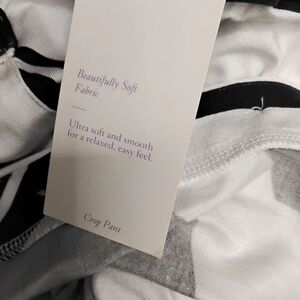 Beautifully Soft
Fabric
Ultra soft and smooth
for a relaxed, easy feel.
Crop Pant